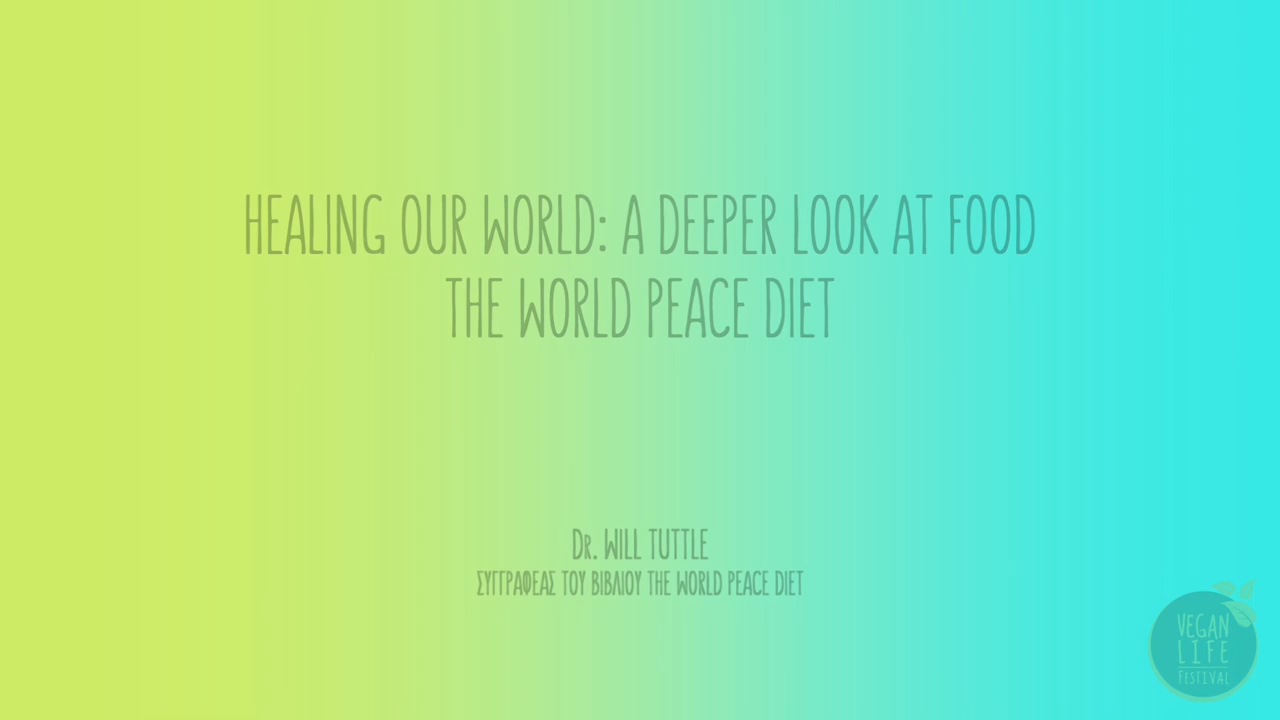 HEALING OUR WORLD: A DEEPER LOOK AT FOOD
THE WORLD PEACE DIET
Dr. WILL TUTTLE
ΣΥΓΓΡΑΦΕΑΣ ΤΟΥ ΒΙΒΛΙΟΥ THE WORLD PEACE DIET
VEGAN
LIFE
FESTIVAL